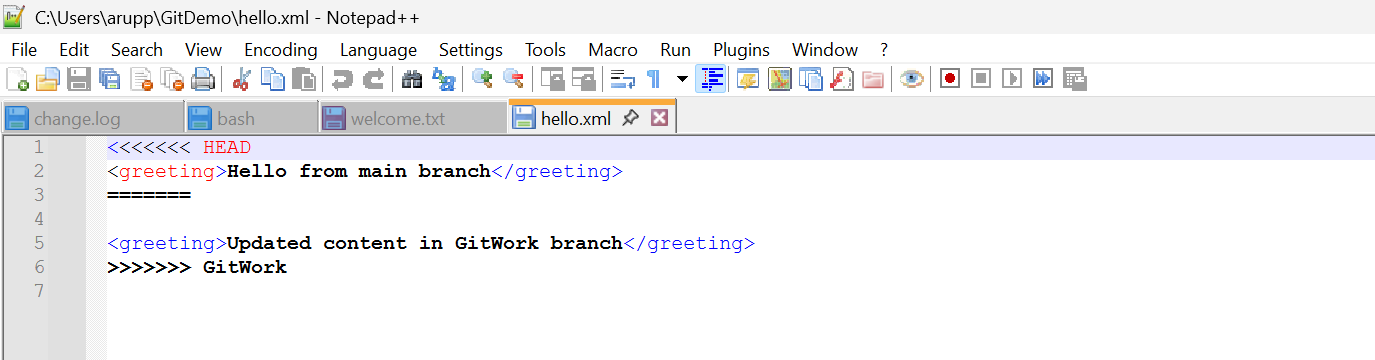 C:\Users\arupp\GitDemo\hello.xml - Notepad++
File Edit Search View Encoding Language Settings Tools Macro Run Plugins Window ?
change.log bash welcome.txt hello.xml
1 <<<<<<< HEAD
2 <greeting>Hello from main branch</greeting>
3 =======
4
5 <greeting>Updated content in GitWork branch</greeting>
6 >>>>>>> GitWork
7